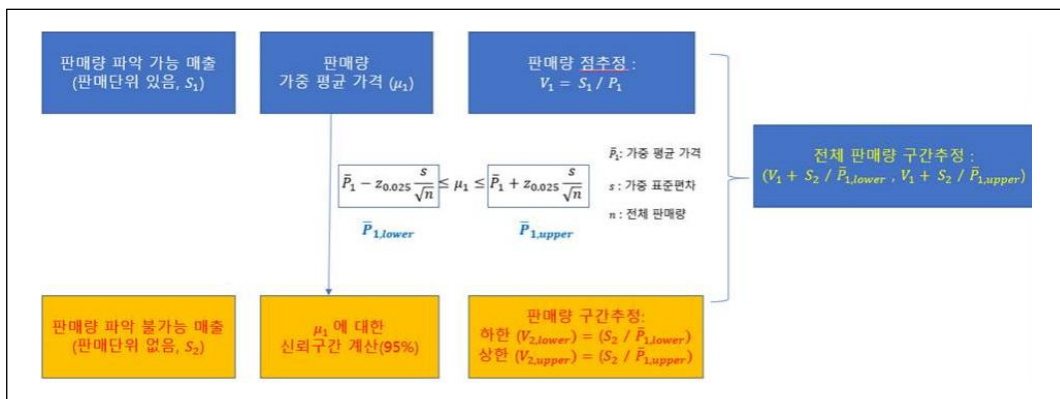 판매량 파악 가능 매출
(판매단위 있음, S₁)
판매량
가중 평균 가격 (μ₁)
판매량 점추정 :
V₁ = S₁ / P₁
P̄₁ - z₀.₀₂₅ s/√n ≤ μ₁ ≤ P̄₁ + z₀.₀₂₅ s/√n
P̄₁,lower
P̄₁,upper
P̄₁: 가중 평균 가격
s : 가중 표준편차
n : 전체 판매량
전체 판매량 구간추정 :
(V₁ + S₂ / P̄₁,lower , V₁ + S₂ / P̄₁,upper)
판매량 파악 불가능 매출
(판매단위 없음, S₂)
μ₁ 에 대한
신뢰구간 계산(95%)
판매량 구간추정:
하한 (V₂,lower) = (S₂ / P̄₁,lower)
상한 (V₂,upper) = (S₂ / P̄₁,upper)